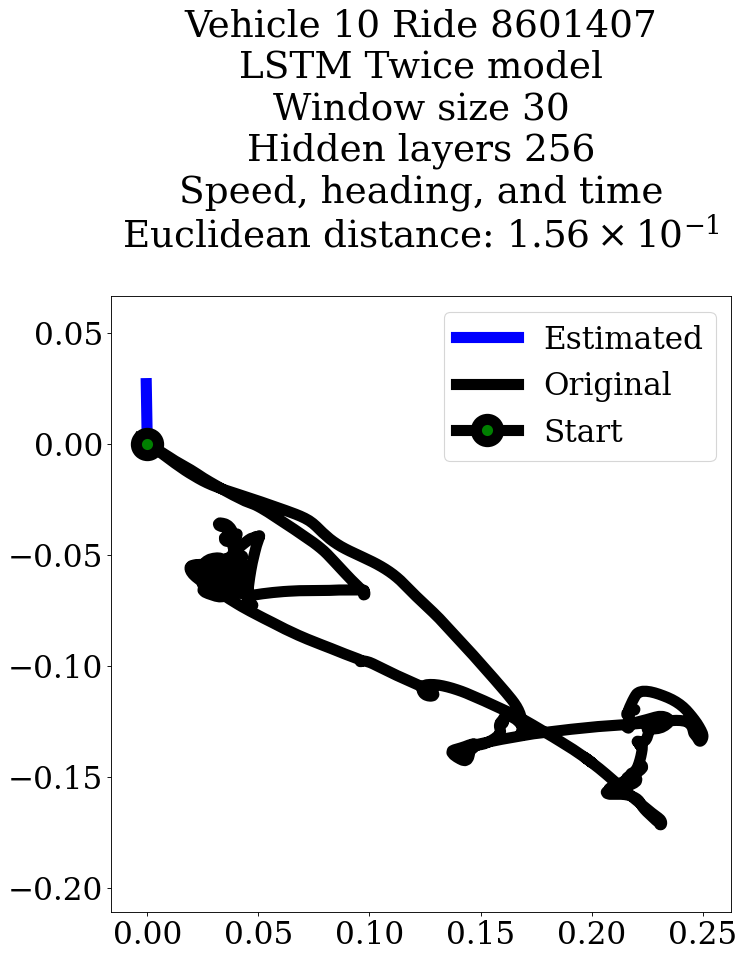 Vehicle 10 Ride 8601407
LSTM Twice model
Window size 30
Hidden layers 256
Speed, heading, and time
Euclidean distance: 1.56 × 10⁻¹
Estimated
Original
Start
0.05
0.00
−0.05
−0.10
−0.15
−0.20
0.00 0.05 0.10 0.15 0.20 0.25